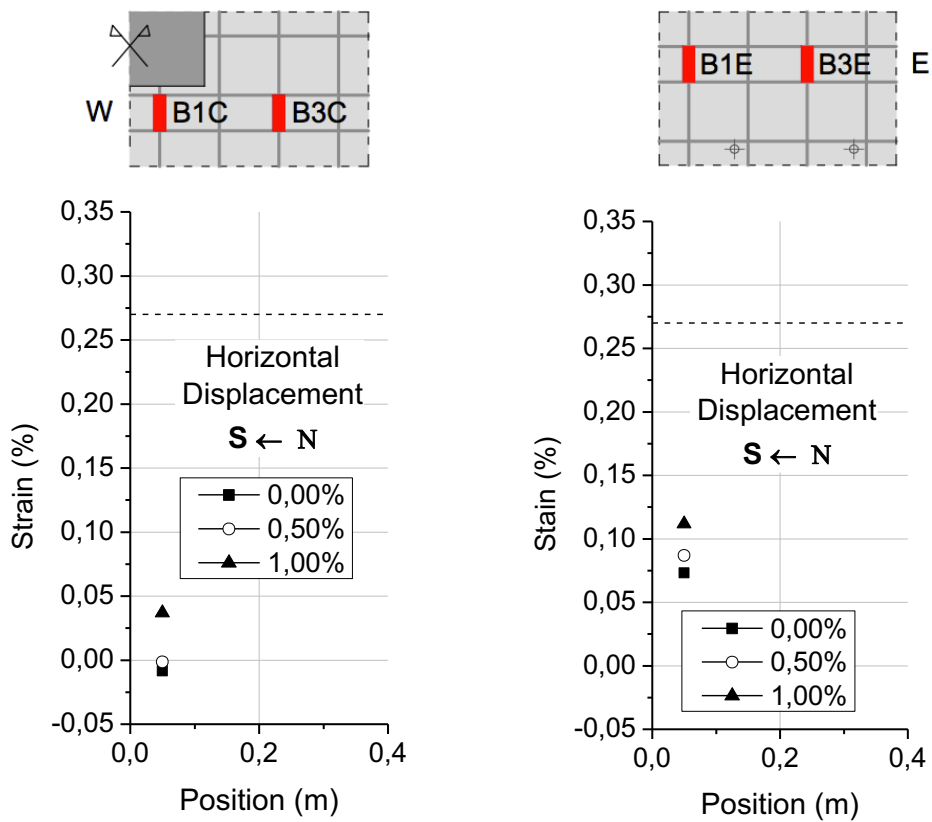 W B1C B3C
B1E B3E E
0,35
0,30
0,25
0,20
0,15
0,10
0,05
0,00
-0,05
Strain (%)
Horizontal
Displacement
S ← N
0,00%
0,50%
1,00%
0,0 0,2 0,4
Position (m)
0,35
0,30
0,25
0,20
0,15
0,10
0,05
0,00
-0,05
Stain (%)
Horizontal
Displacement
S ← N
0,00%
0,50%
1,00%
0,0 0,2 0,4
Position (m)